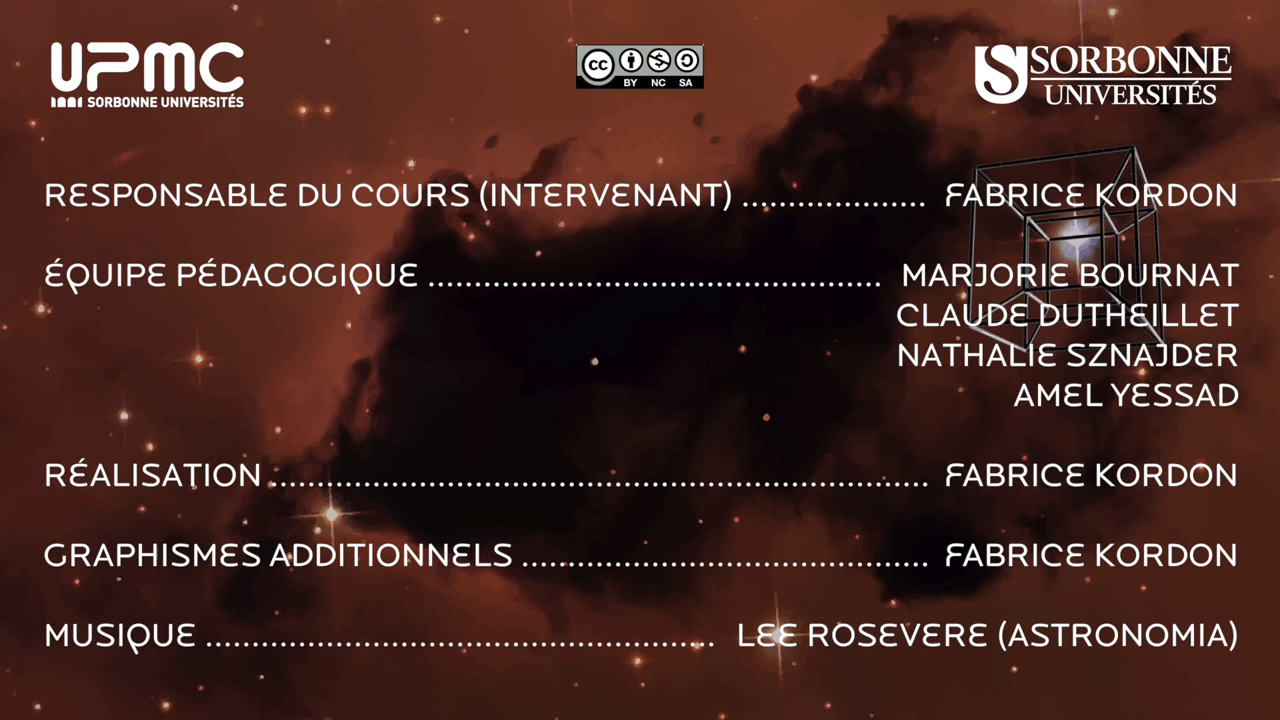 UPMC
SORBONNE UNIVERSITÉS
CC BY NC SA
SORBONNE
UNIVERSITÉS
RESPONSABLE DU COURS (INTERVENANT) .................... FABRICE KORDON
ÉQUIPE PÉDAGOGIQUE ................................................. MARJORIE BOURNAT
CLAUDE DUTHEILLET
NATHALIE SZNAJDER
AMEL YESSAD
RÉALISATION ....................................................................... FABRICE KORDON
GRAPHISMES ADDITIONNELS ............................................ FABRICE KORDON
MUSIQUE ....................................................... LEE ROSEVERE (ASTRONOMIA)